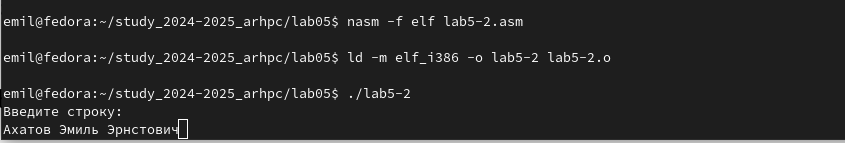 emil@fedora:~/study_2024-2025_arhpc/lab05$ nasm -f elf lab5-2.asm
emil@fedora:~/study_2024-2025_arhpc/lab05$ ld -m elf_i386 -o lab5-2 lab5-2.o
emil@fedora:~/study_2024-2025_arhpc/lab05$ ./lab5-2
Введите строку:
Ахатов Эмиль Эрнстович